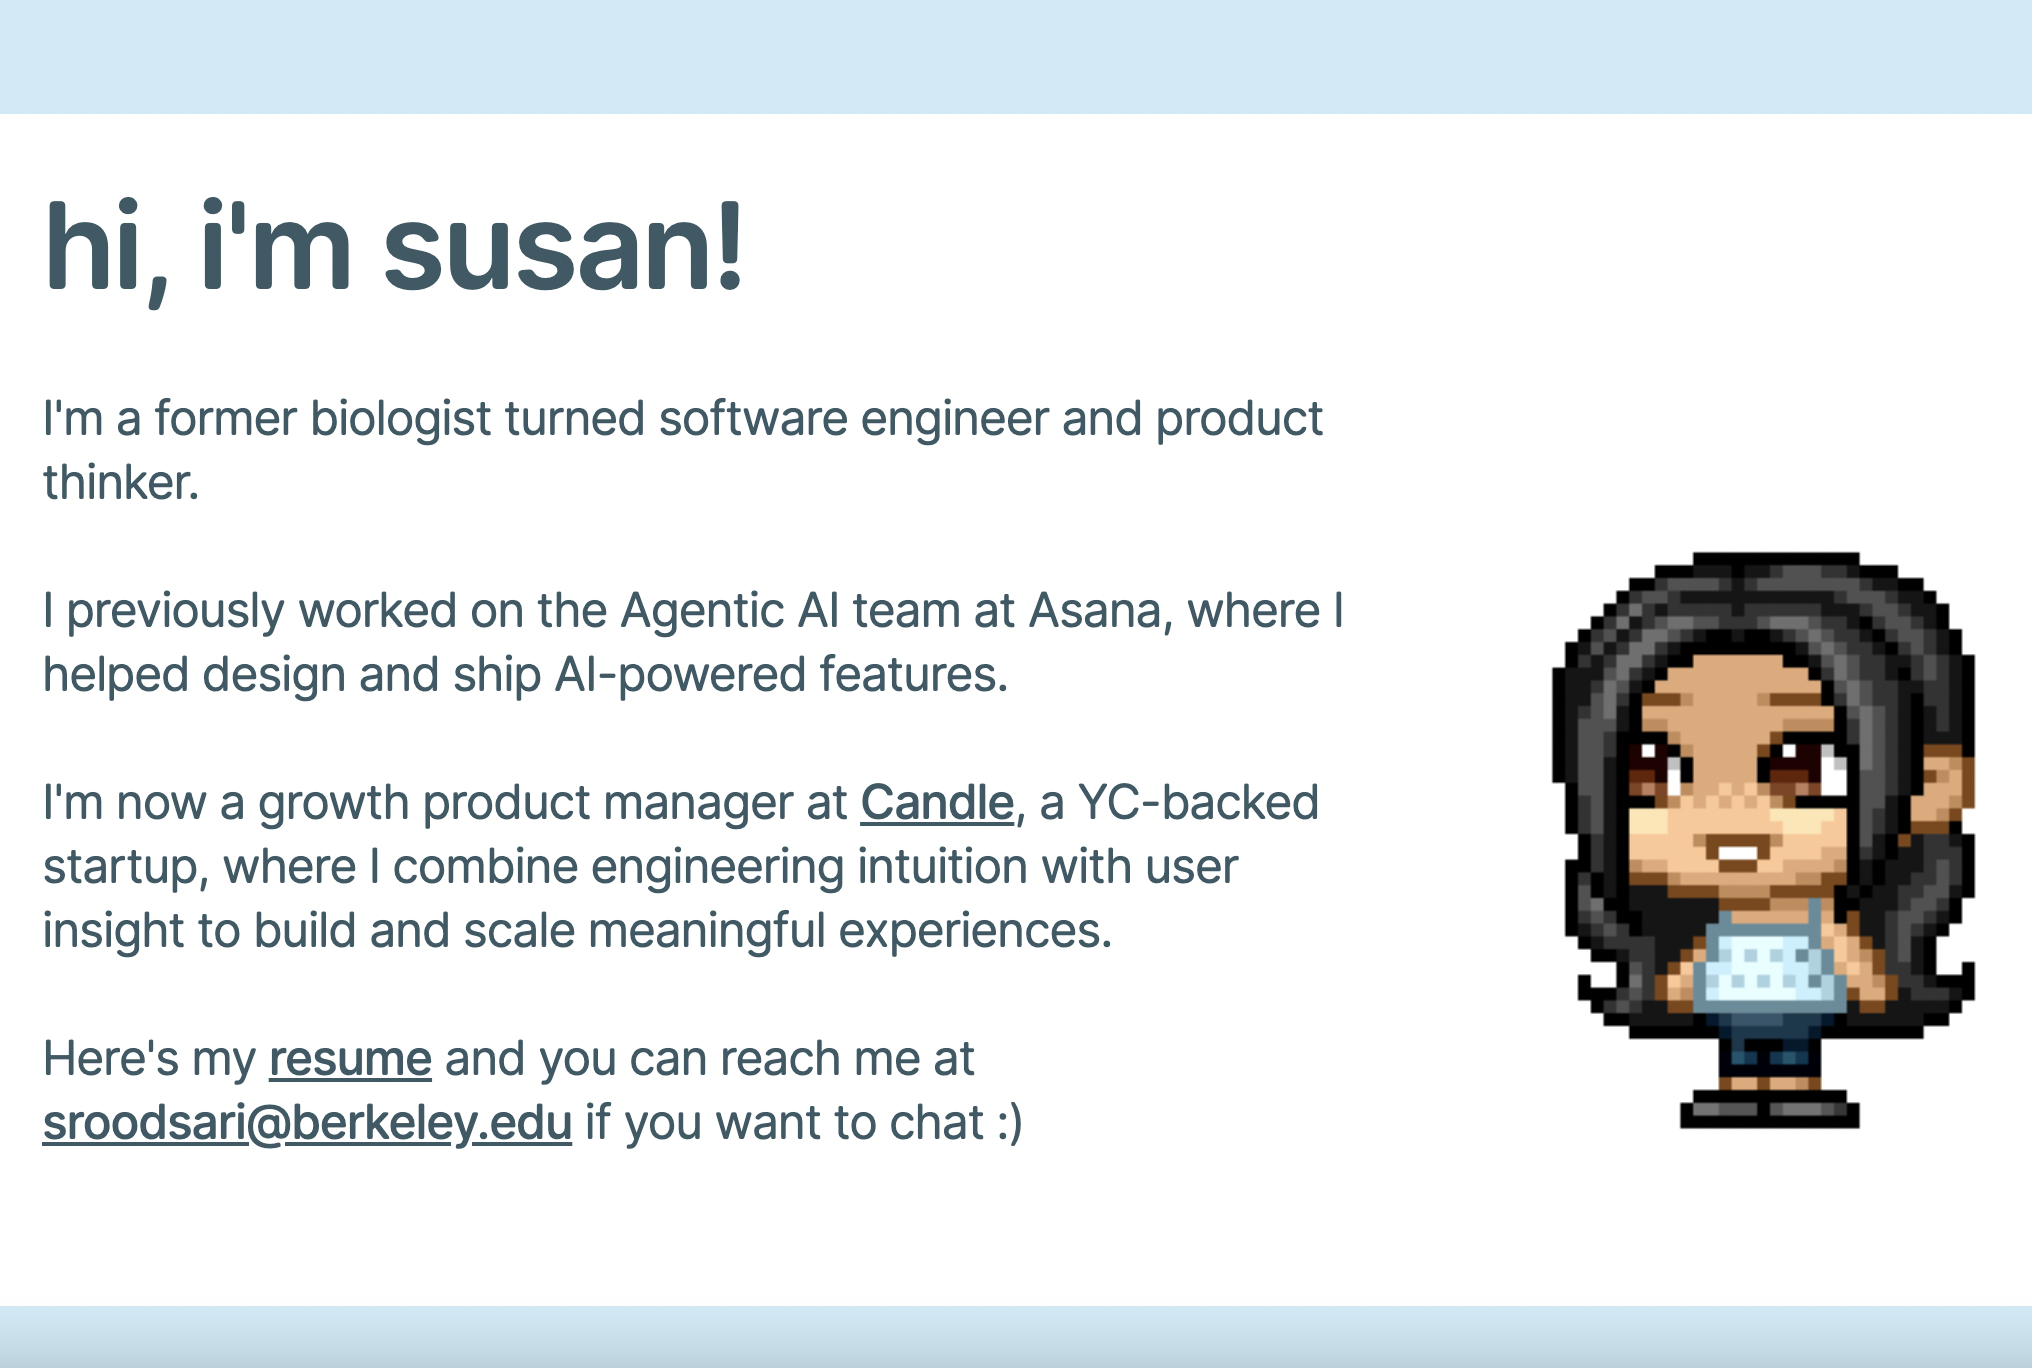 hi, i'm susan!
I'm a former biologist turned software engineer and product
thinker.
I previously worked on the Agentic AI team at Asana, where I
helped design and ship AI-powered features.
I'm now a growth product manager at Candle, a YC-backed
startup, where I combine engineering intuition with user
insight to build and scale meaningful experiences.
Here's my resume and you can reach me at
sroodsari@berkeley.edu if you want to chat :)